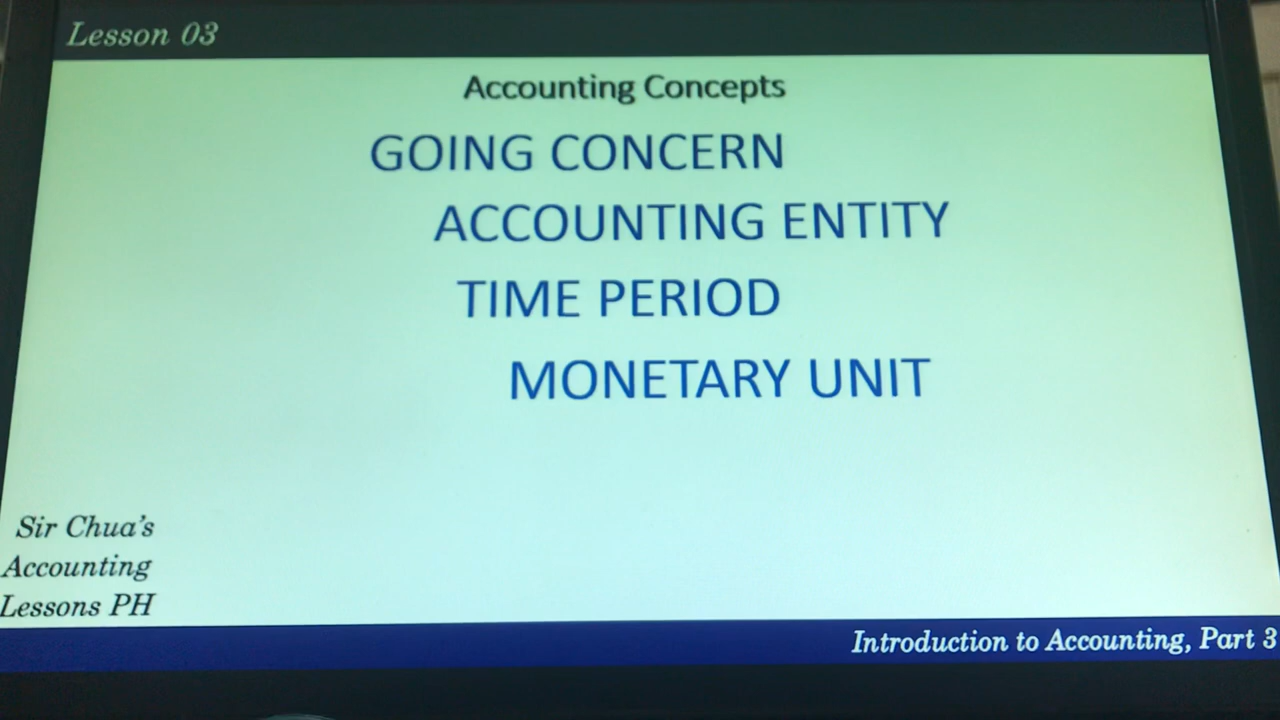 Lesson 03
Accounting Concepts
GOING CONCERN
ACCOUNTING ENTITY
TIME PERIOD
MONETARY UNIT
Sir Chua's
Accounting
Lessons PH
Introduction to Accounting, Part 3